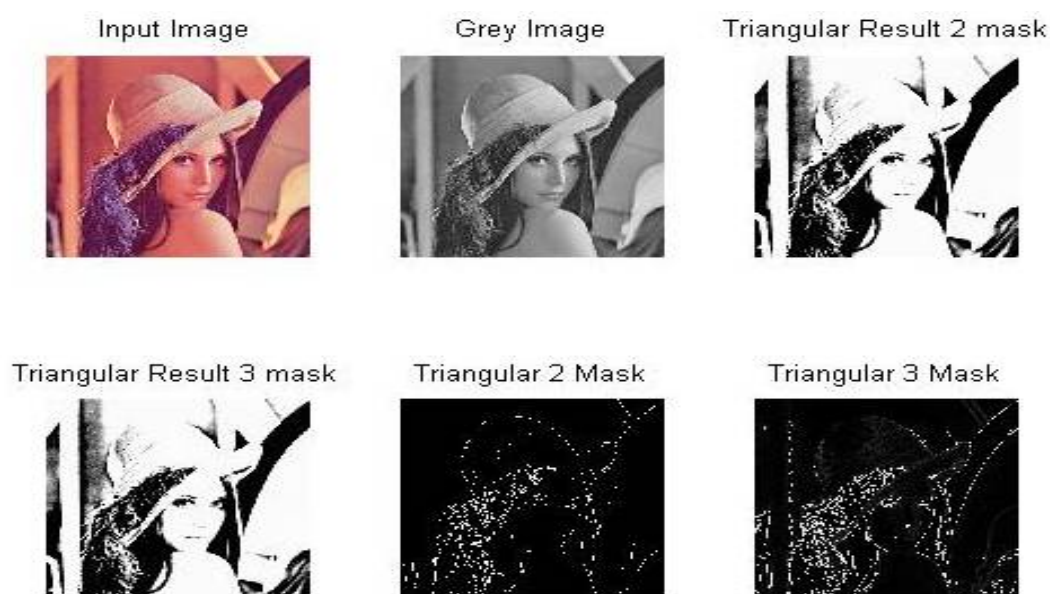 Input Image
Grey Image
Triangular Result 2 mask
Triangular Result 3 mask
Triangular 2 Mask
Triangular 3 Mask